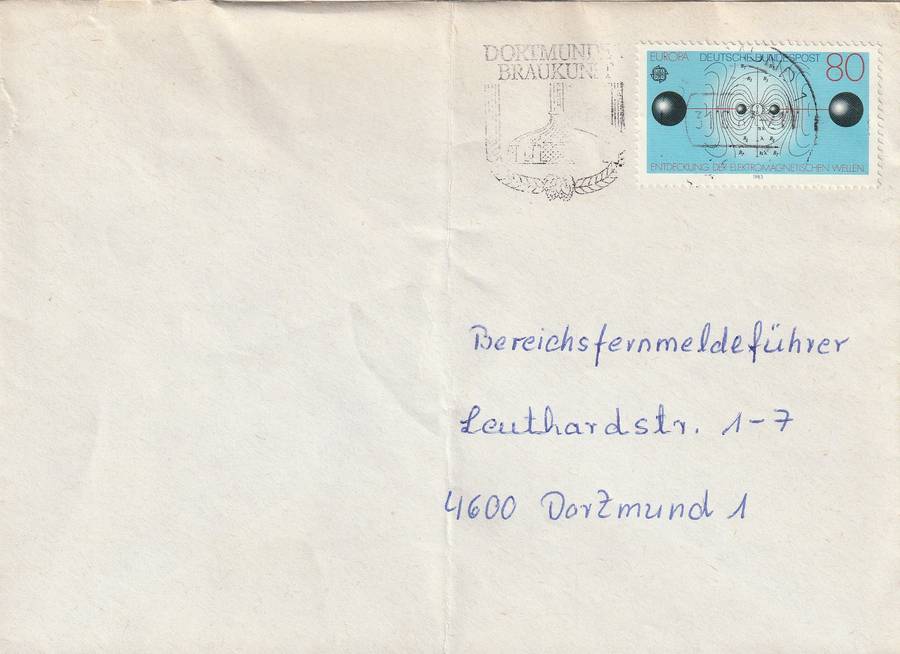 DORTMUNDER
BRAUKUNST
EUROPA DEUTSCHE BUNDESPOST 80
ENTDECKUNG DER ELEKTROMAGNETISCHEN WELLEN
1983
Bereichsfernmeldeführer
Leuthardstr. 1-7
4600 Dortmund 1